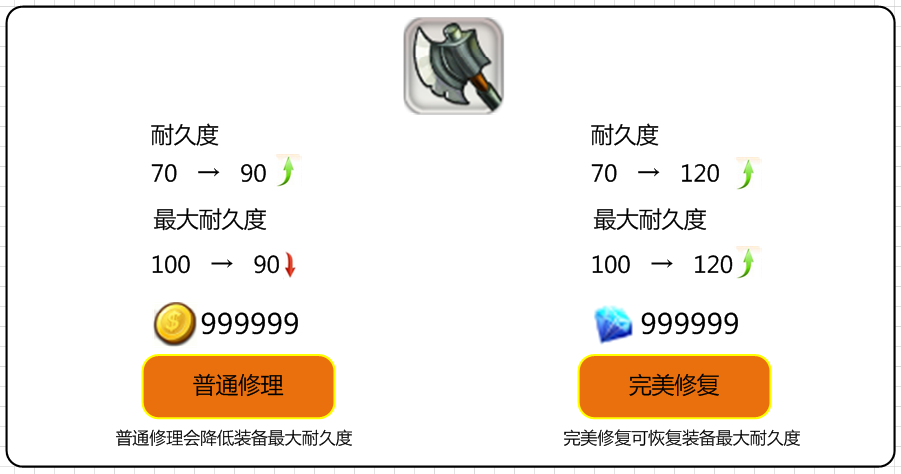 耐久度
70 → 90
最大耐久度
100 → 90
999999
普通修理
普通修理会降低装备最大耐久度
耐久度
70 → 120
最大耐久度
100 → 120
999999
完美修复
完美修复可恢复装备最大耐久度